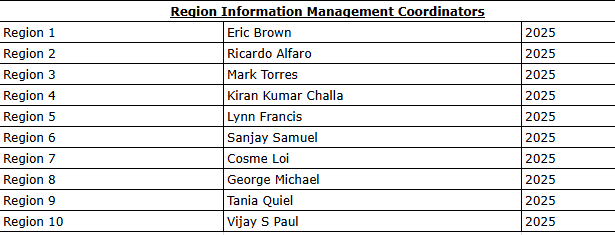 Region Information Management Coordinators
Region 1 Eric Brown 2025
Region 2 Ricardo Alfaro 2025
Region 3 Mark Torres 2025
Region 4 Kiran Kumar Challa 2025
Region 5 Lynn Francis 2025
Region 6 Sanjay Samuel 2025
Region 7 Cosme Loi 2025
Region 8 George Michael 2025
Region 9 Tania Quiel 2025
Region 10 Vijay S Paul 2025